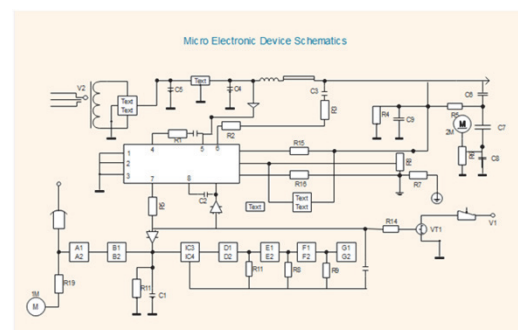 Micro Electronic Device Schematics
V2
Text
Text
Text
C5
C4
C3
R3
C6
R4
C9
R5
M
2M
C7
C8
R1
4
5
6
R2
1
2
3
7
8
R15
R16
R7
C2
Text
Text
Text
R14
VT1
V1
A1
A2
B1
B2
IC3
IC4
D1
D2
E1
E2
F1
F2
G1
G2
R19
1M
M
R11
C1
R11
R8
R9